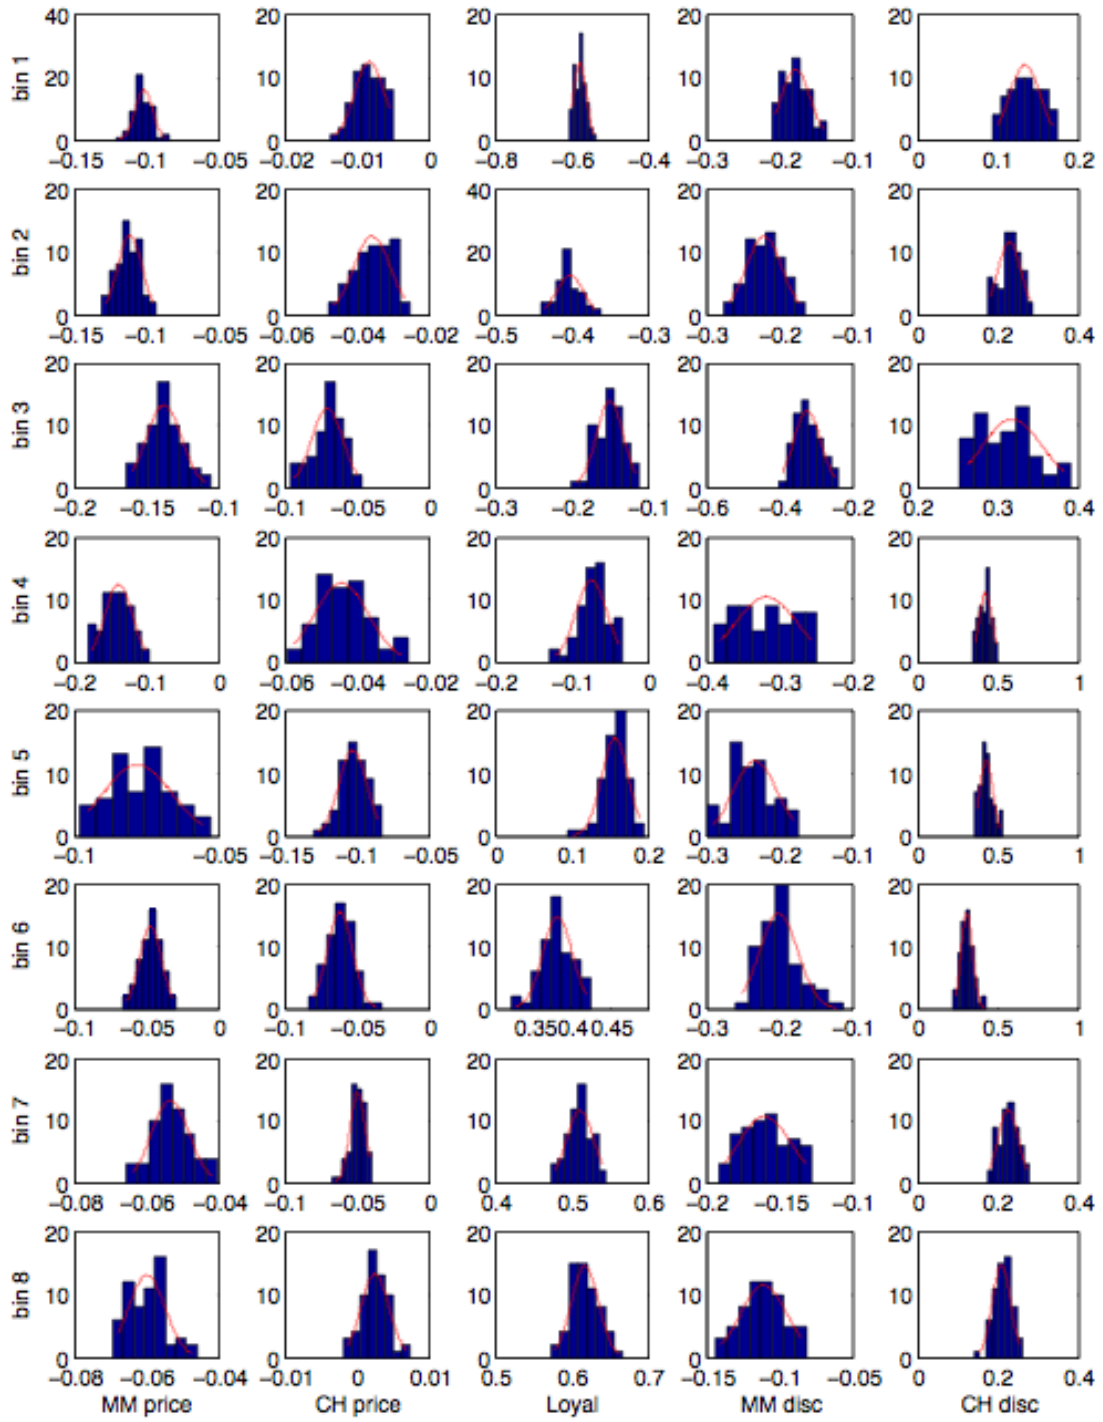 40 20 20 20 20
bin 1 20 10 10 10 10
0 0 0 0 0
−0.15 −0.1 −0.05 −0.02 −0.01 0 −0.8 −0.6 −0.4 −0.3 −0.2 −0.1 0 0.1 0.2
20 20 40 20 20
bin 2 10 10 20 10 10
0 0 0 0 0
−0.15 −0.1 −0.05 −0.06 −0.04 −0.02 −0.5 −0.4 −0.3 −0.3 −0.2 −0.1 0 0.2 0.4
20 20 20 20 20
bin 3 10 10 10 10 10
0 0 0 0 0
−0.2 −0.15 −0.1 −0.1 −0.05 0 −0.3 −0.2 −0.1 −0.6 −0.4 −0.2 0.2 0.3 0.4
20 20 20 20 20
bin 4 10 10 10 10 10
0 0 0 0 0
−0.2 −0.1 0 −0.06 −0.04 −0.02 −0.2 −0.1 0 −0.4 −0.3 −0.2 0 0.5 1
20 20 20 20 20
bin 5 10 10 10 10 10
0 0 0 0 0
−0.1 −0.05 −0.15 −0.1 −0.05 0 0.1 0.2 −0.3 −0.2 −0.1 0 0.5 1
20 20 20 20 20
bin 6 10 10 10 10 10
0 0 0 0 0
−0.1 −0.05 0 −0.1 −0.05 0 0.35 0.4 0.45 −0.3 −0.2 −0.1 0 0.5 1
20 20 20 20 20
bin 7 10 10 10 10 10
0 0 0 0 0
−0.08 −0.06 −0.04 −0.1 −0.05 0 0.4 0.5 0.6 −0.2 −0.15 −0.1 0 0.2 0.4
20 20 20 20 20
bin 8 10 10 10 10 10
0 0 0 0 0
−0.08 −0.06 −0.04 −0.01 0 0.01 0.5 0.6 0.7 −0.15 −0.1 −0.05 0 0.2 0.4
MM price CH price Loyal MM disc CH disc